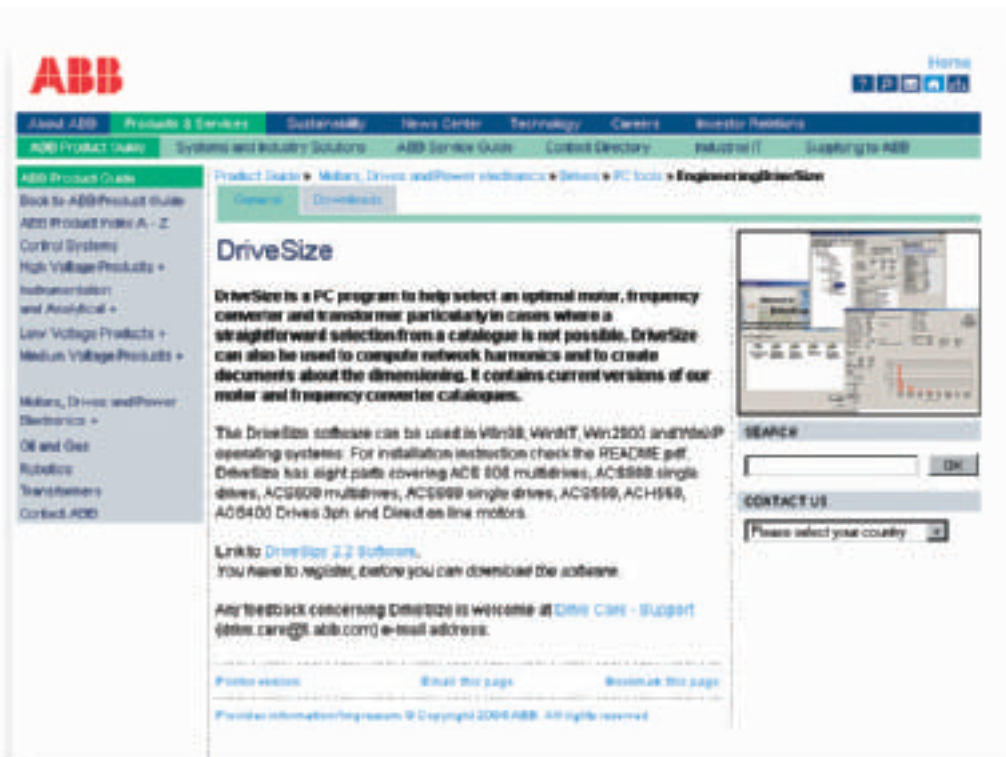 ABB
Home
About ABB Products & Services Sustainability News Center Technology Careers Investor Relations
ABB Product Guide Systems and Industry Solutions ABB Service Guide Contact Directory Industrial IT Supplying to ABB
ABB Product Guide
Back to ABB Product Guide
ABB Product Index A - Z
Control Systems
High Voltage Products +
Instrumentation
and Analytical +
Low Voltage Products +
Medium Voltage Products +
Motors, Drives and Power
Electronics +
Oil and Gas
Robotics
Transformers
Contact ABB
Product Guide ▸ Motors, Drives and Power electronics ▸ Drives ▸ PC tools ▸ EngineeringDriveSize
General Downloads
DriveSize
DriveSize is a PC program to help select an optimal motor, frequency
converter and transformer particularly in cases where a
straightforward selection from a catalogue is not possible. DriveSize
can also be used to compute network harmonics and to create
documents about the dimensioning. It contains current versions of our
motor and frequency converter catalogues.
The DriveSize software can be used in Win98, WinNT, Win2000 and WinXP
operating systems. For installation instruction check the README.pdf.
DriveSize has eight parts covering ACS 800 multidrives, single
drives, ACS600 multidrives, ACS600 single drives,
Drives 3ph and Direct on line motors.
Link to DriveSize 2.2 Software.
You have to register, before you can download the software.
Any feedback concerning DriveSize is welcome at Drive Care - Support
e-mail address.
Printer version Email this page Bookmark this page
Provider information/Impressum © Copyright ABB. All rights reserved
SEARCH
OK
CONTACT US
Please select your country